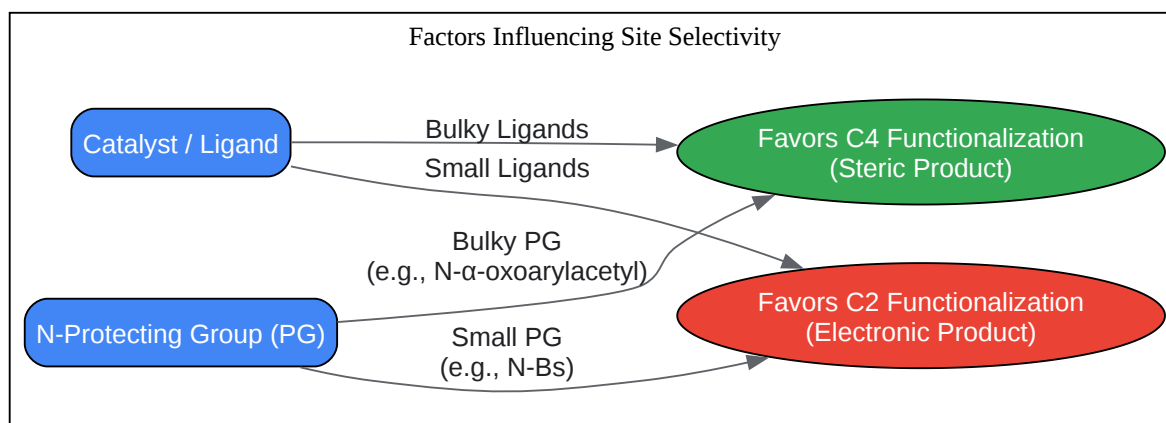 Factors Influencing Site Selectivity
Catalyst / Ligand
Bulky Ligands
Small Ligands
Favors C4 Functionalization
(Steric Product)
Bulky PG
(e.g., N-α-oxoarylacetyl)
N-Protecting Group (PG)
Small PG
(e.g., N-Bs)
Favors C2 Functionalization
(Electronic Product)